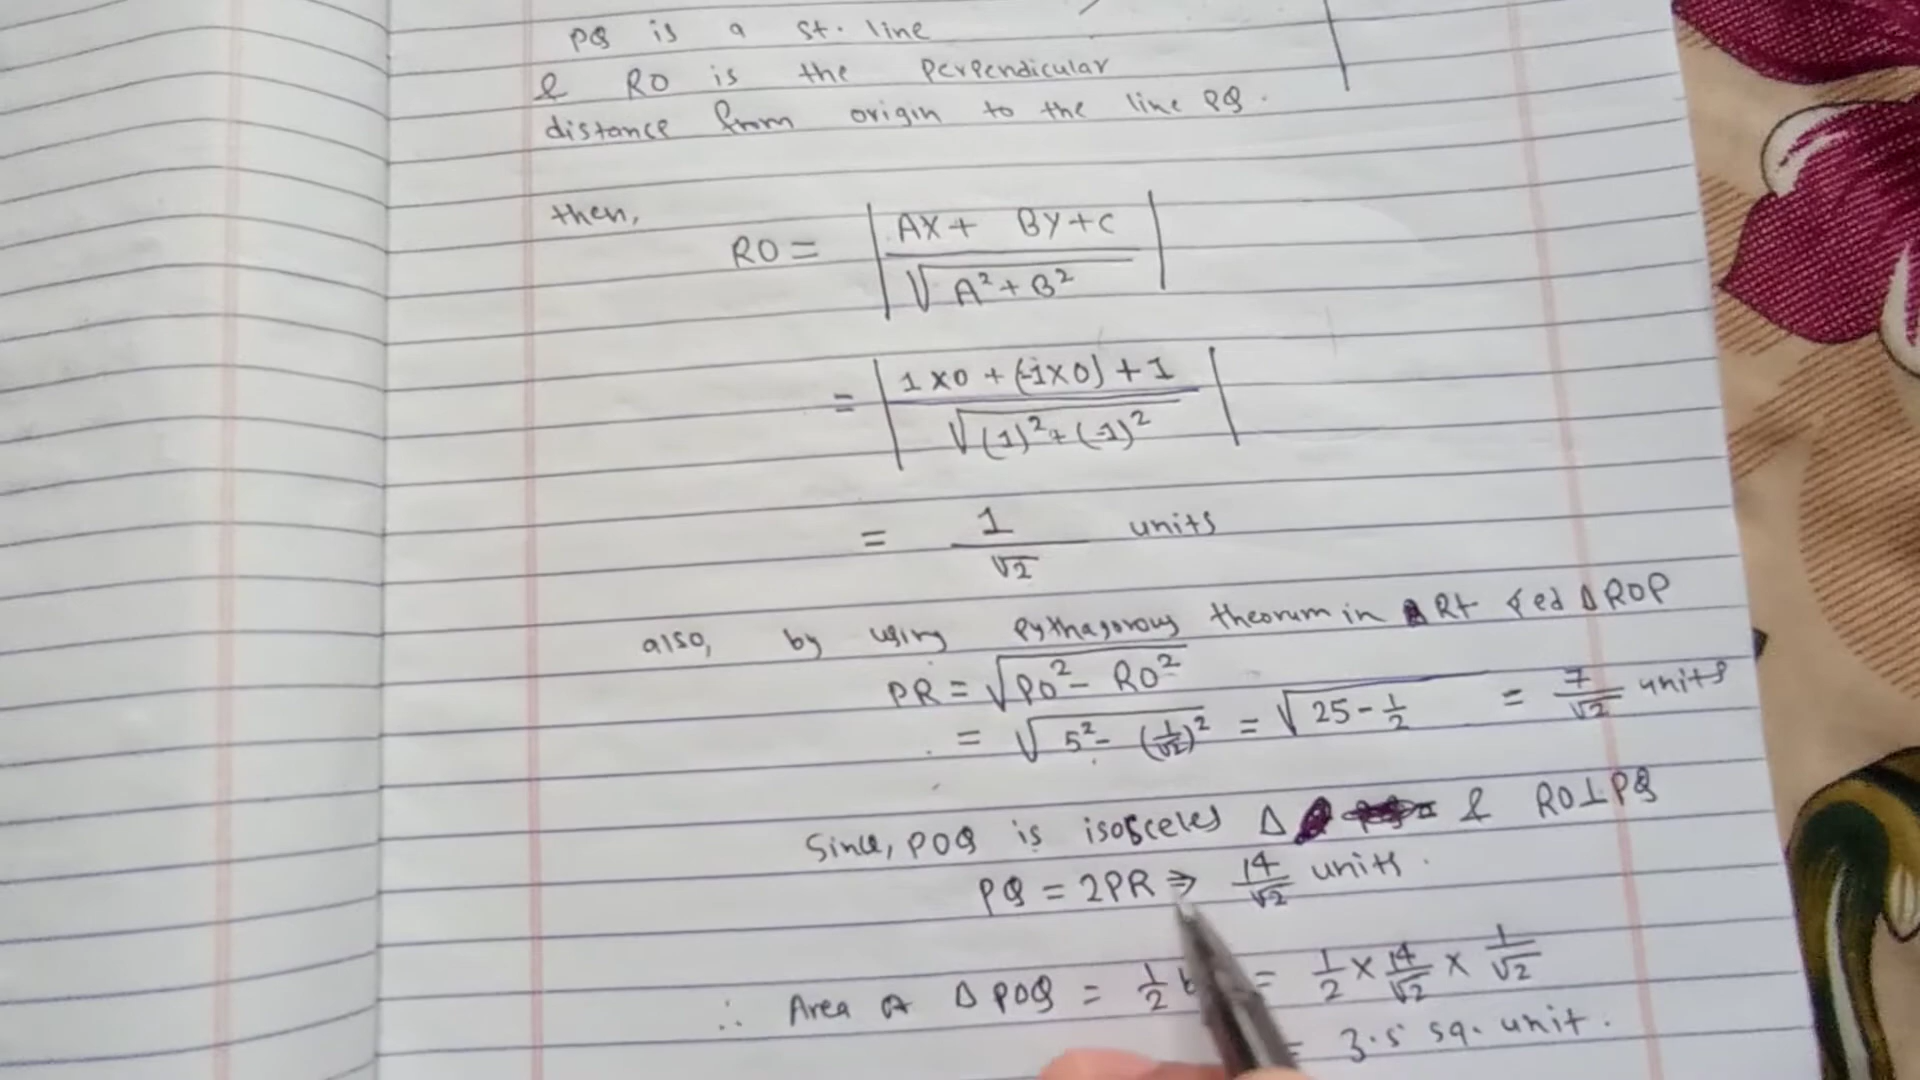 PQ is a st. line
& RO is the perpendicular
distance from origin to the line PQ.
then,
RO = | AX + BY + C / √A² + B² |
= | 1 × 0 + (-1×0) + 1 / √(1)² + (-1)² |
= 1/√2 units
also, by using Pythagorous theorum in Rt ∡ed Δ ROP
PR = √PO² - RO²
= √5² - (1/√2)² = √25 - 1/2 = 7/√2 units
Since, POQ is isosceles Δ & RO⊥PQ
PQ = 2PR ⇒ 14/√2 units.
∴ Area of Δ POQ = 1/2 b = 1/2 × 14/√2 × 1/√2
= 3.5 sq. unit.